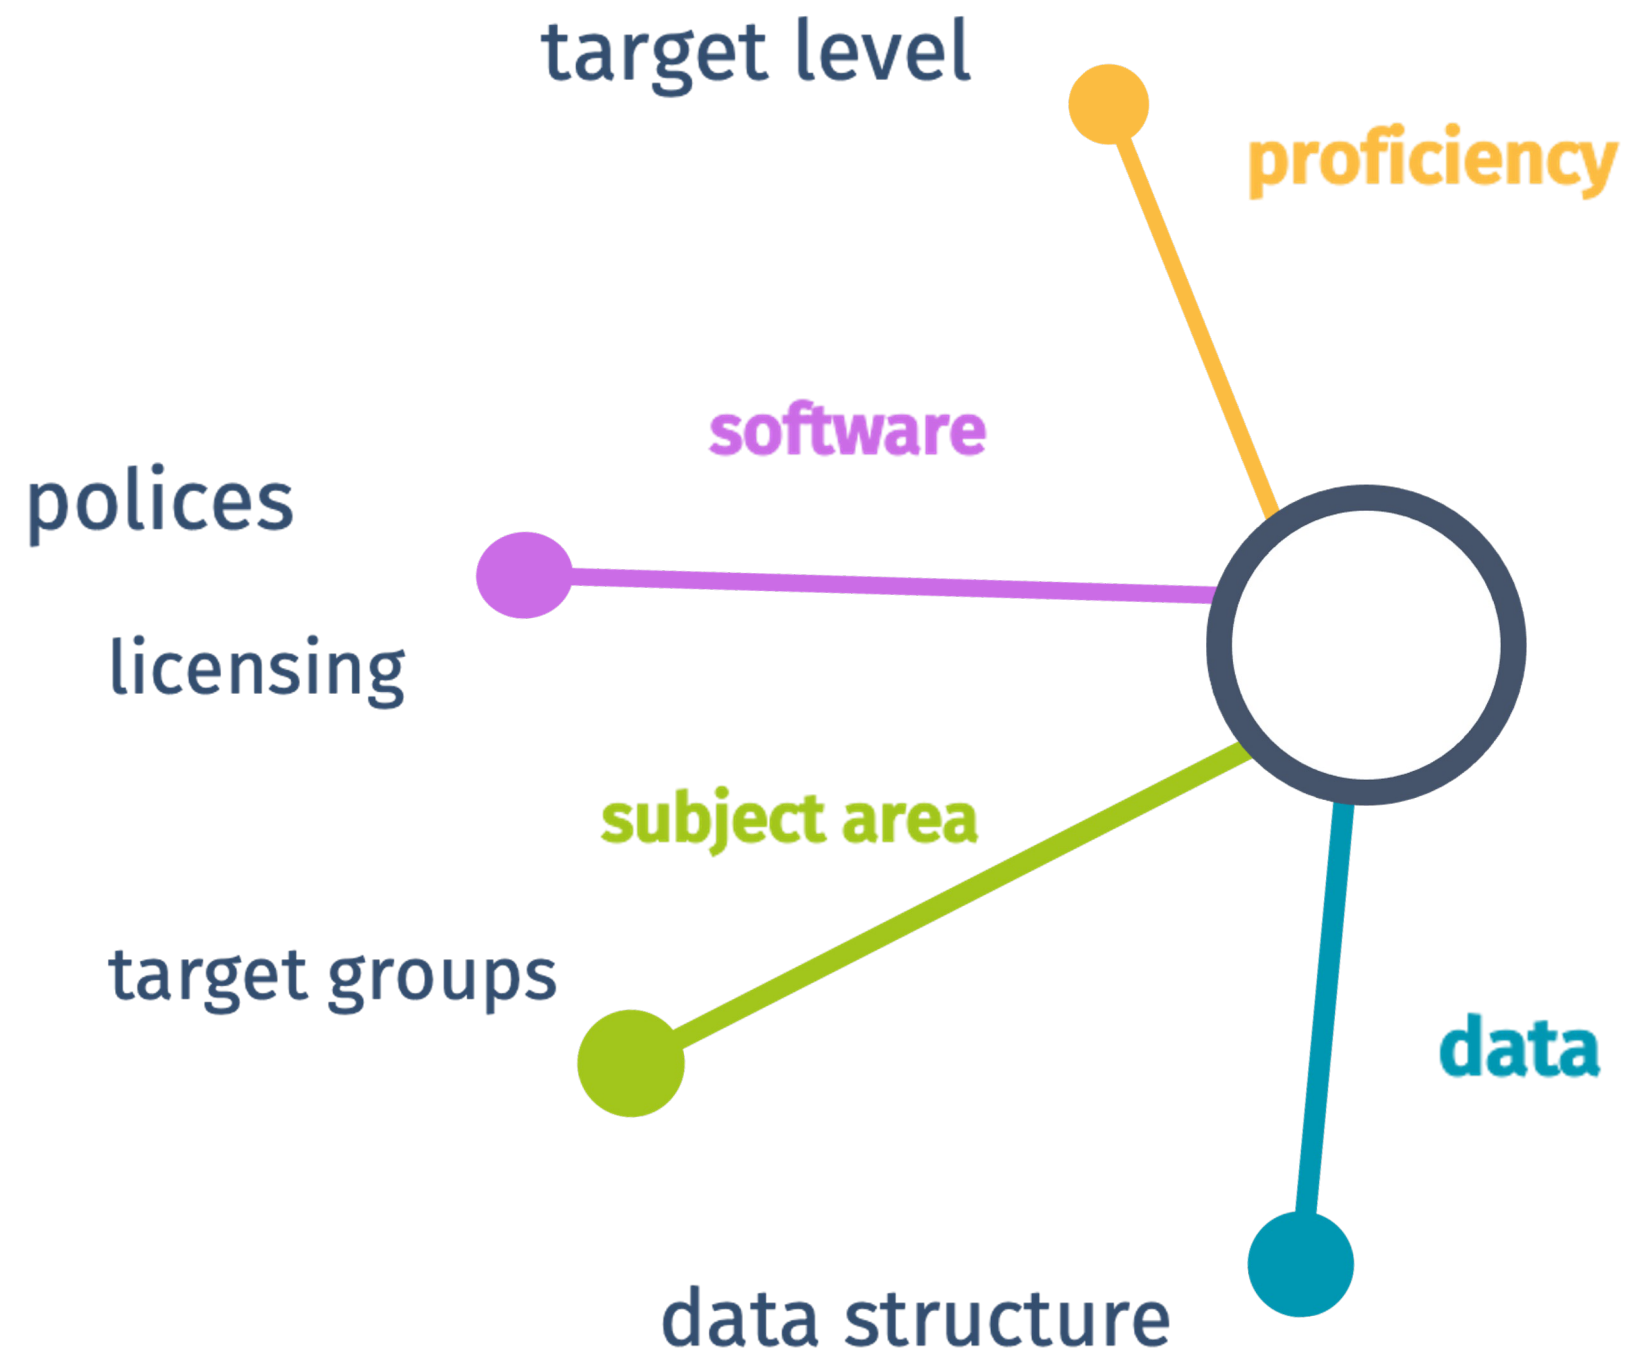 target level
proficiency
software
polices
licensing
subject area
target groups
data
data structure